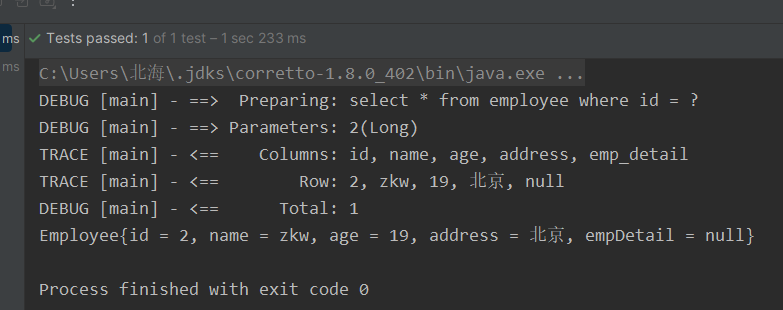 ms
Tests passed: 1 of 1 test – 1 sec 233 ms
ms
C:\Users\北海\.jdks\corretto-1.8.0_402\bin\java.exe ...
DEBUG [main] - ==>  Preparing: select * from employee where id = ?
DEBUG [main] - ==> Parameters: 2(Long)
TRACE [main] - <==    Columns: id, name, age, address, emp_detail
TRACE [main] - <==        Row: 2, zkw, 19, 北京, null
DEBUG [main] - <==      Total: 1
Employee{id = 2, name = zkw, age = 19, address = 北京, empDetail = null}
Process finished with exit code 0